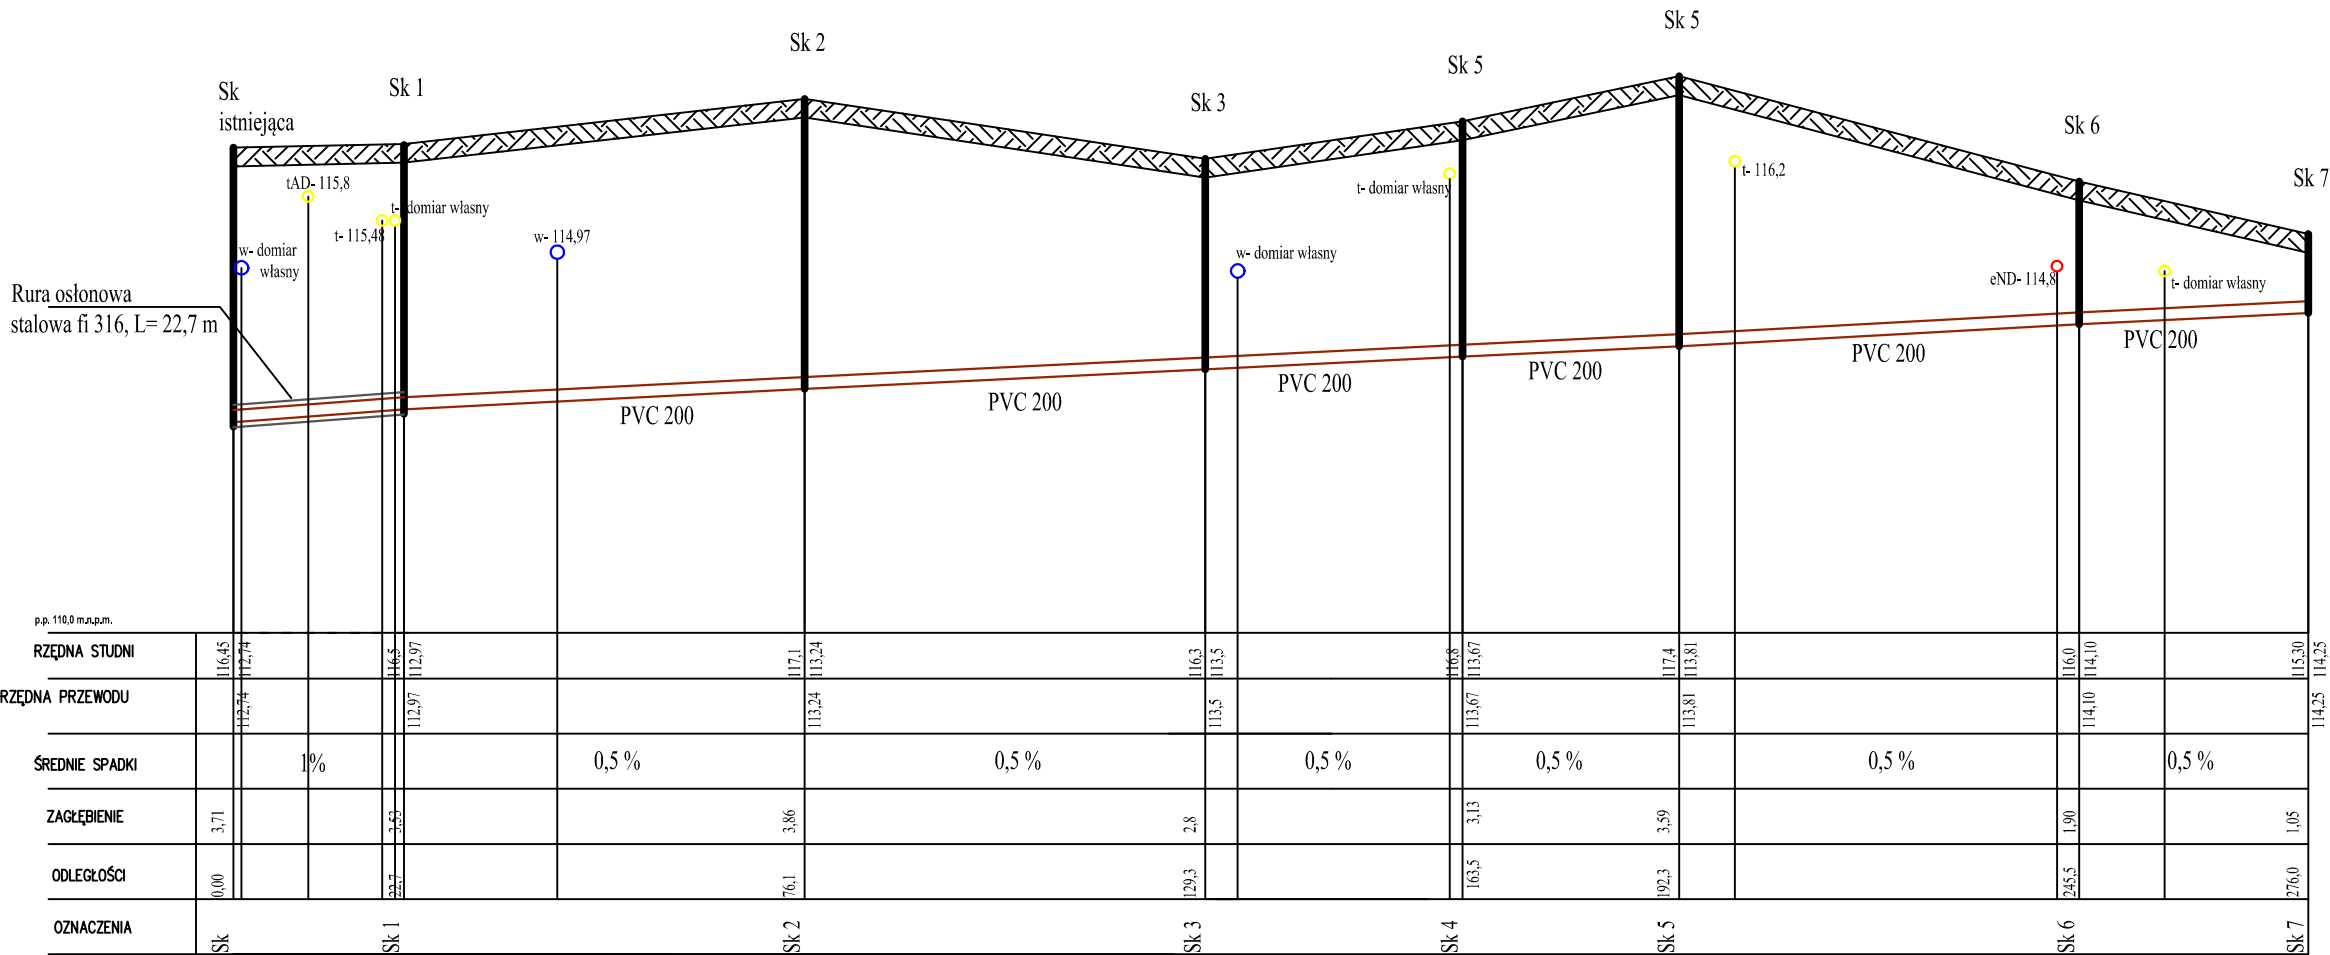 Sk 5
Sk 2
Sk 5
Sk
istniejąca
Sk 1
Sk 3
Sk 6
Sk 7
tAD- 115,8
t- domiar własny
t- 115,48
w- domiar
własny
w- 114,97
w- domiar własny
t- domiar własny
t- 116,2
eND- 114,8
t- domiar własny
Rura osłonowa
stalowa fi 316, L= 22,7 m
PVC 200
PVC 200
PVC 200
PVC 200
PVC 200
PVC 200
p.p. 110,0 m.n.p.m.
RZĘDNA STUDNI
116,45 112,74 116,5 112,97 117,1 113,24 116,3 113,5 116,8 113,67 117,4 113,81 116,0 114,10 115,30 114,25
RZĘDNA PRZEWODU
112,74 112,97 113,24 113,5 113,67 113,81 114,10 114,25
ŚREDNIE SPADKI
1% 0,5 % 0,5 % 0,5 % 0,5 % 0,5 % 0,5 %
ZAGŁĘBIENIE
3,71 3,53 3,86 2,8 3,13 3,59 1,90 1,05
ODLEGŁOŚCI
0,00 22,7 76,1 129,3 163,5 192,3 245,5 276,0
OZNACZENIA
Sk Sk 1 Sk 2 Sk 3 Sk 4 Sk 5 Sk 6 Sk 7